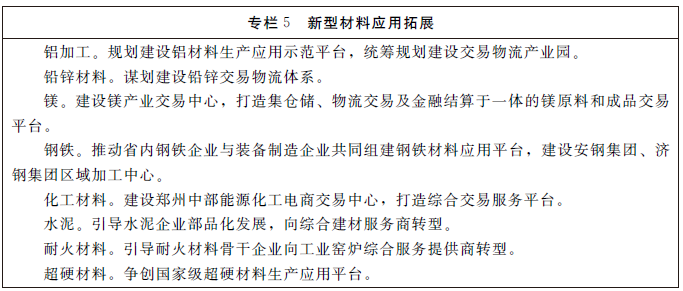 专栏 5 新型材料应用拓展
铝加工。规划建设铝材料生产应用示范平台，统筹规划建设交易物流产业园。
铅锌材料。谋划建设铅锌交易物流体系。
镁。建设镁产业交易中心，打造集仓储、物流交易及金融结算于一体的镁原料和成品交易
平台。
钢铁。推动省内钢铁企业与装备制造企业共同组建钢铁材料应用平台，建设安钢集团、济
钢集团区域加工中心。
化工材料。建设郑州中部能源化工电商交易中心，打造综合交易服务平台。
水泥。引导水泥企业部品化发展，向综合建材服务商转型。
耐火材料。引导耐火材料骨干企业向工业窑炉综合服务提供商转型。
超硬材料。争创国家级超硬材料生产应用平台。